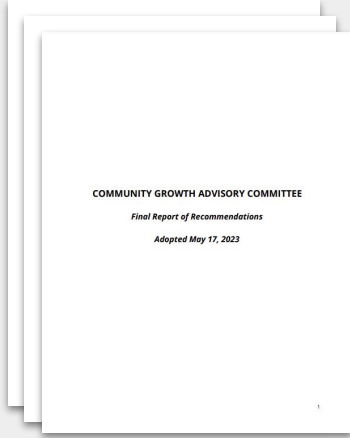 COMMUNITY GROWTH ADVISORY COMMITTEE
Final Report of Recommendations
Adopted May 17, 2023
1